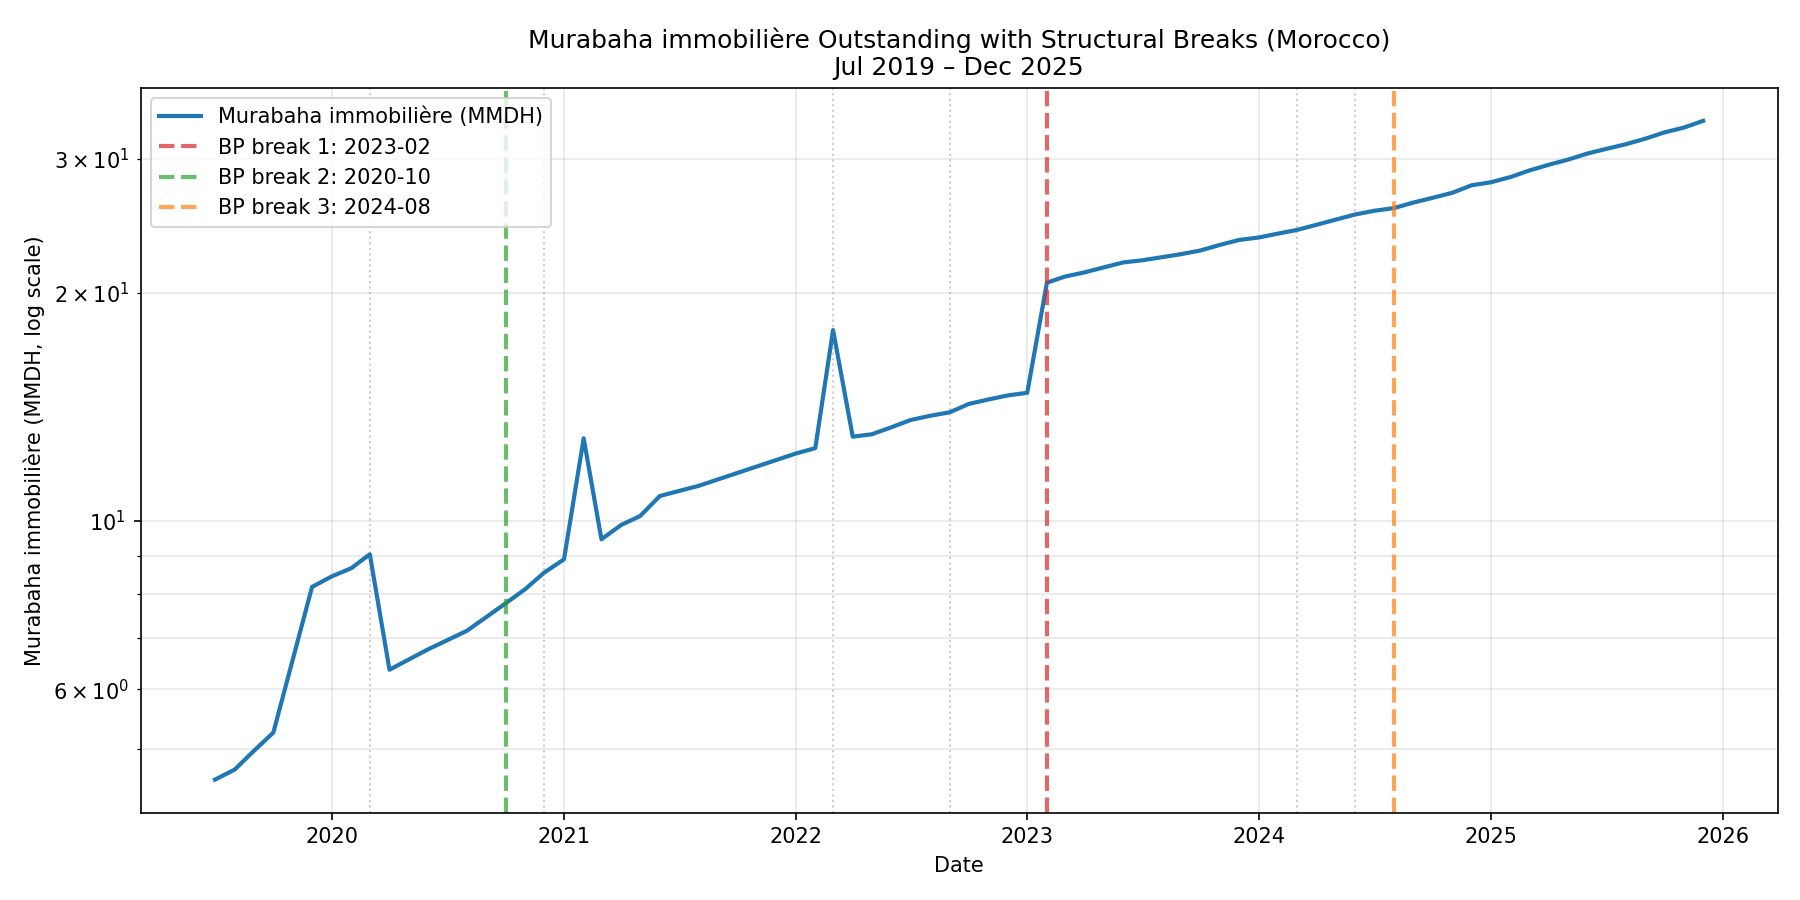 Murabaha immobilière Outstanding with Structural Breaks (Morocco)
Jul 2019 – Dec 2025
Murabaha immobilière (MMDH)
BP break 1: 2023-02
BP break 2: 2020-10
BP break 3: 2024-08
Murabaha immobilière (MMDH, log scale)
3 × 10¹
2 × 10¹
10¹
6 × 10⁰
2020 2021 2022 2023 2024 2025 2026
Date